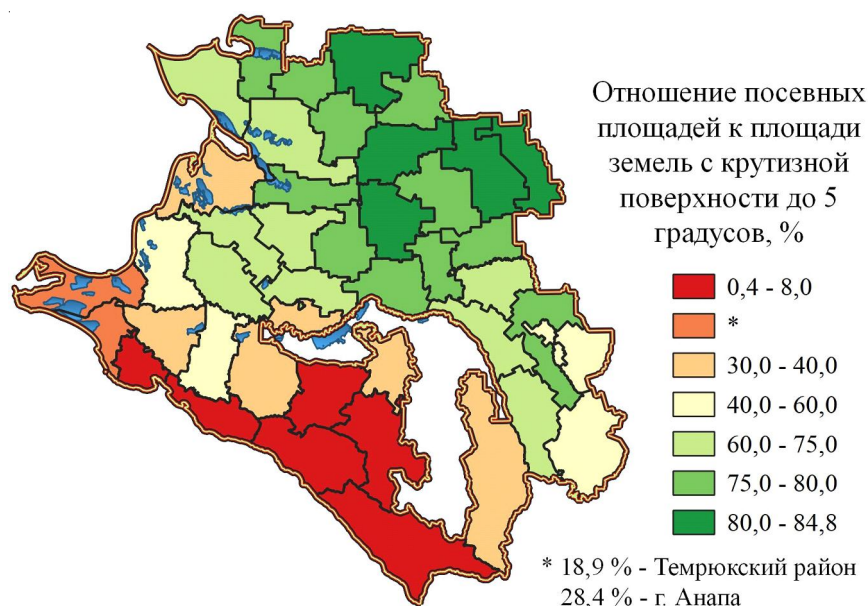 Отношение посевных
площадей к площади
земель с крутизной
поверхности до 5
градусов, %
0,4 - 8,0
*
30,0 - 40,0
40,0 - 60,0
60,0 - 75,0
75,0 - 80,0
80,0 - 84,8
* 18,9 % - Темрюкский район
28,4 % - г. Анапа